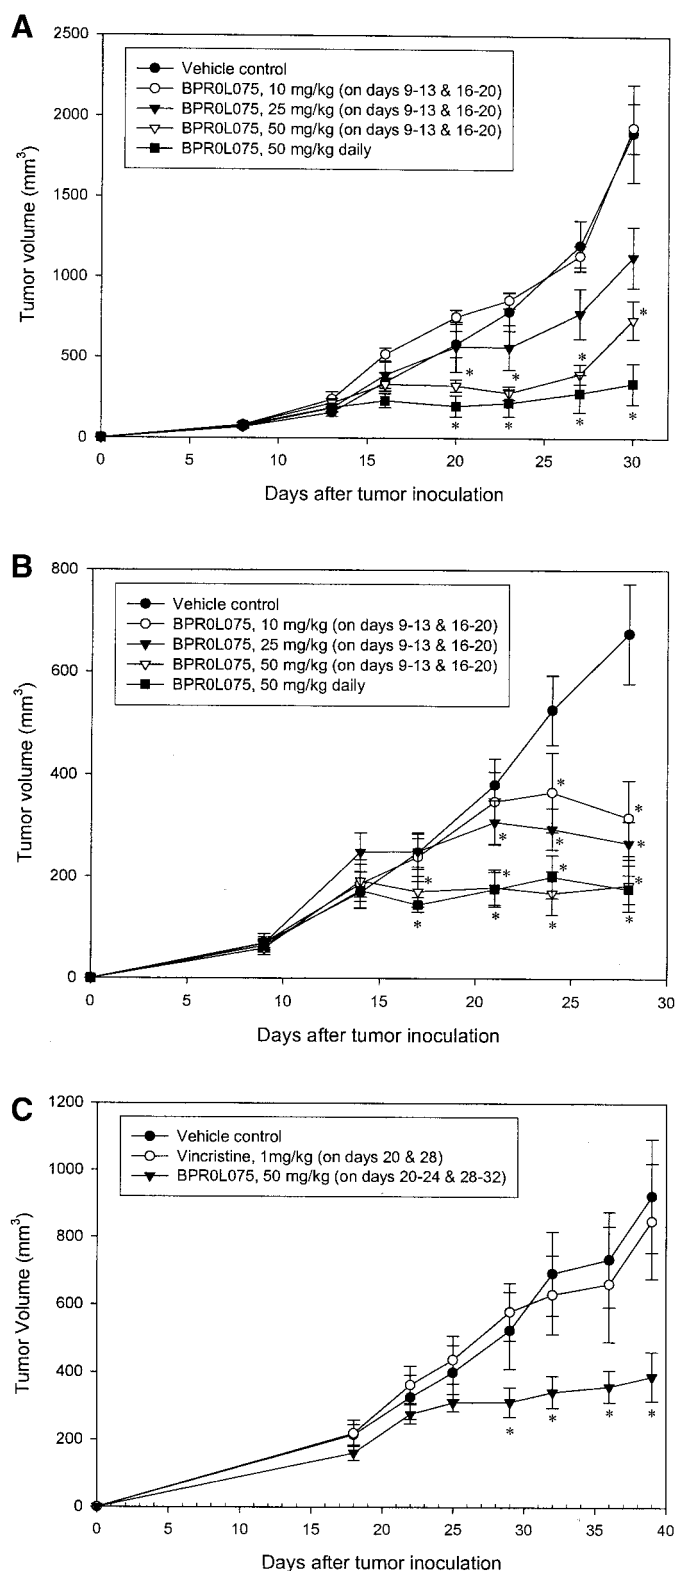 A
2500
2000
1500
1000
500
0
Tumor volume (mm³)
Vehicle control
BPR0L075, 10 mg/kg (on days 9-13 & 16-20)
BPR0L075, 25 mg/kg (on days 9-13 & 16-20)
BPR0L075, 50 mg/kg (on days 9-13 & 16-20)
BPR0L075, 50 mg/kg daily
* * * *
* * * *
0 5 10 15 20 25 30
Days after tumor inoculation
B
800
600
400
200
0
Tumor volume (mm³)
Vehicle control
BPR0L075, 10 mg/kg (on days 9-13 & 16-20)
BPR0L075, 25 mg/kg (on days 9-13 & 16-20)
BPR0L075, 50 mg/kg (on days 9-13 & 16-20)
BPR0L075, 50 mg/kg daily
* *
* * *
* * * *
* * * *
0 5 10 15 20 25 30
Days after tumor inoculation
C
1200
1000
800
600
400
200
0
Tumor Volume (mm³)
Vehicle control
Vincristine, 1mg/kg (on days 20 & 28)
BPR0L075, 50 mg/kg (on days 20-24 & 28-32)
* * * *
0 5 10 15 20 25 30 35 40
Days after tumor inoculation